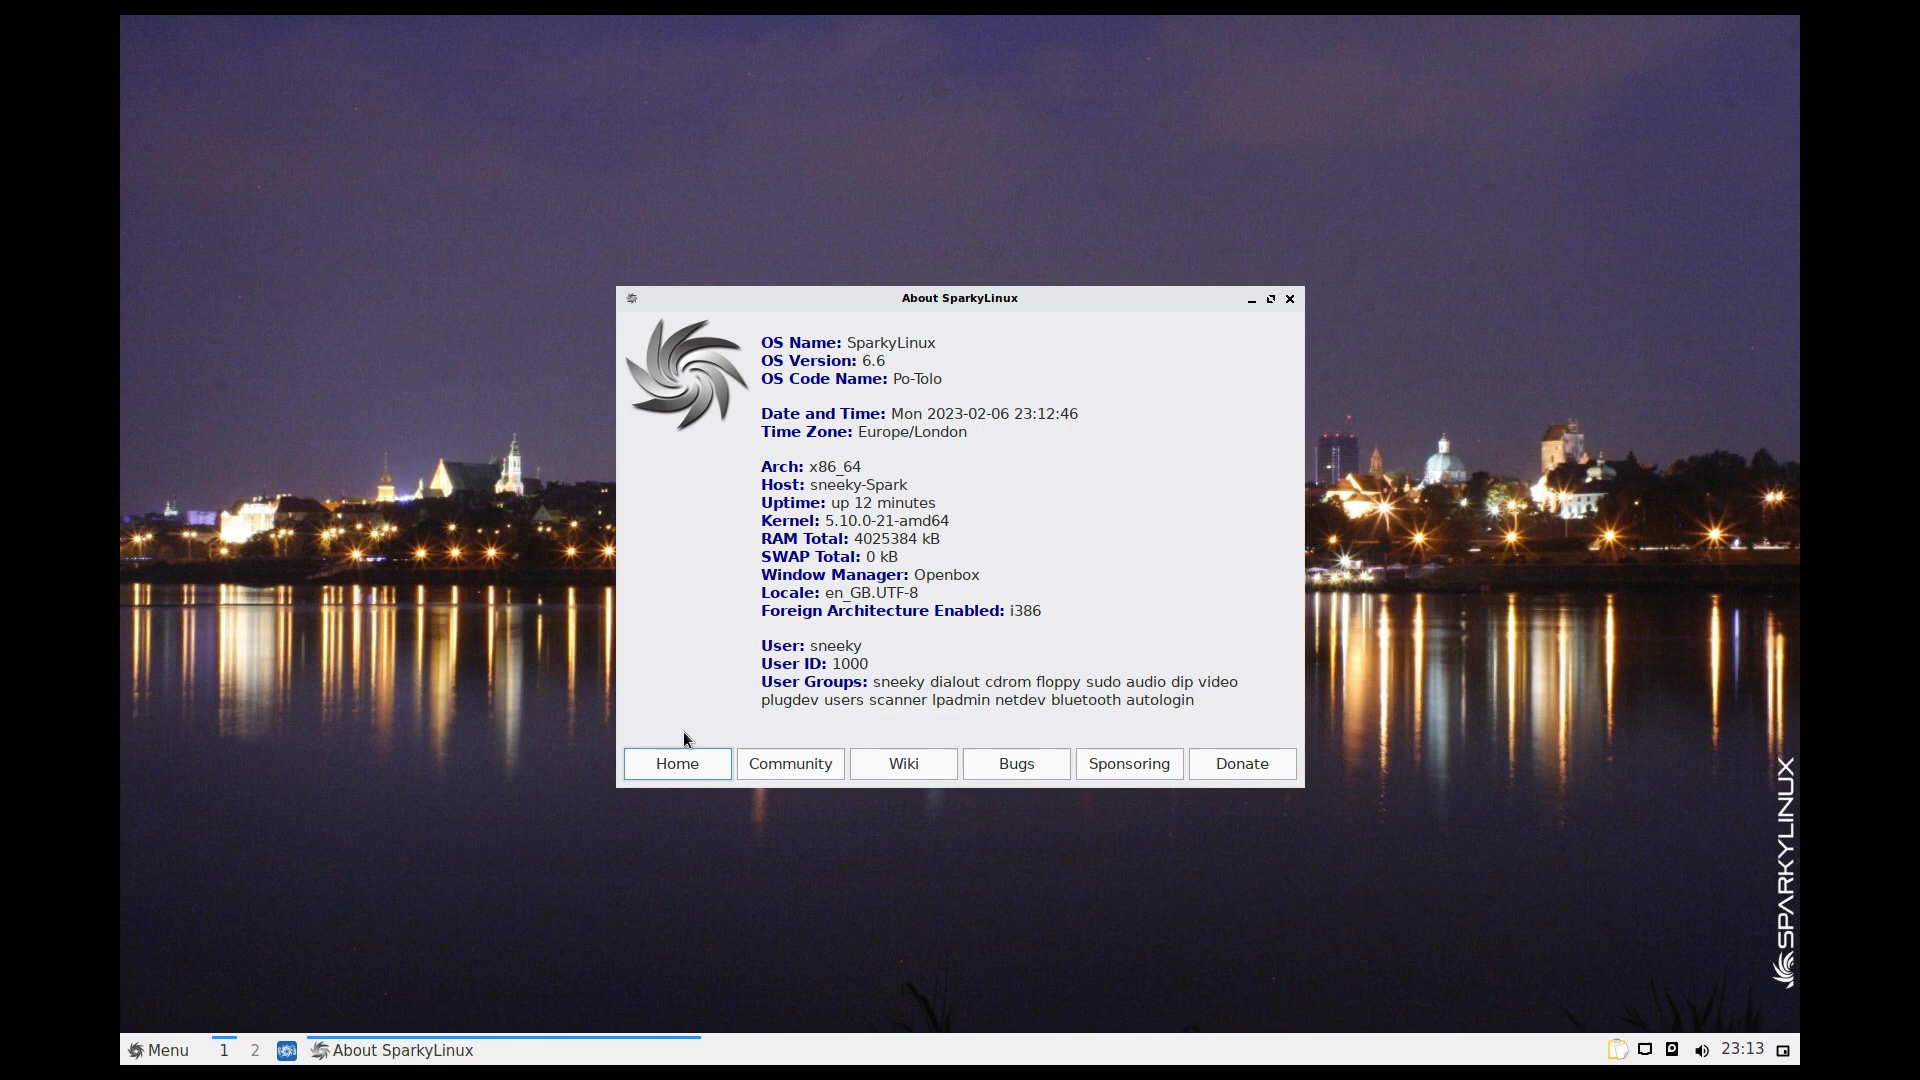 About SparkyLinux
OS Name: SparkyLinux
OS Version: 6.6
OS Code Name: Po-Tolo
Date and Time: Mon 2023-02-06 23:12:46
Time Zone: Europe/London
Arch: x86_64
Host: sneeky-Spark
Uptime: up 12 minutes
Kernel: 5.10.0-21-amd64
RAM Total: 4025384 kB
SWAP Total: 0 kB
Window Manager: Openbox
Locale: en_GB.UTF-8
Foreign Architecture Enabled: i386
User: sneeky
User ID: 1000
User Groups: sneeky dialout cdrom floppy sudo audio dip video
plugdev users scanner lpadmin netdev bluetooth autologin
Home Community Wiki Bugs Sponsoring Donate
SPARKYLINUX
Menu 1 2 About SparkyLinux 23:13